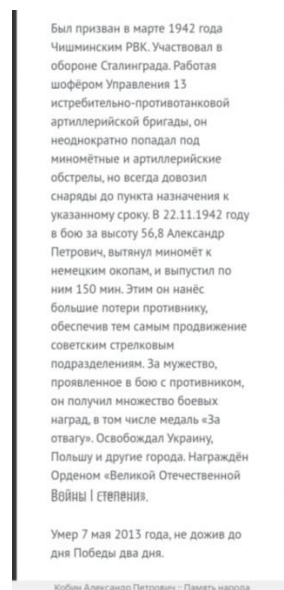 Был призван в марте 1942 года
Чишминским РВК. Участвовал в
обороне Сталинграда. Работая
шофёром Управления 13
истребительно-противотанковой
артиллерийской бригады, он
неоднократно попадал под
миномётные и артиллерийские
обстрелы, но всегда довозил
снаряды до пункта назначения к
указанному сроку. В 22.11.1942 году
в бою за высоту 56,8 Александр
Петрович, вытянул миномёт к
немецким окопам, и выпустил по
ним 150 мин. Этим он нанёс
большие потери противнику,
обеспечив тем самым продвижение
советским стрелковым
подразделениям. За мужество,
проявленное в бою с противником,
он получил множество боевых
наград, в том числе медаль «За
отвагу». Освобождал Украину,
Польшу и другие города. Награждён
Орденом «Великой Отечественной
Войны I степени».
Умер 7 мая 2013 года, не дожив до
дня Победы два дня.
Кобин Александр Петрович :: Память народа